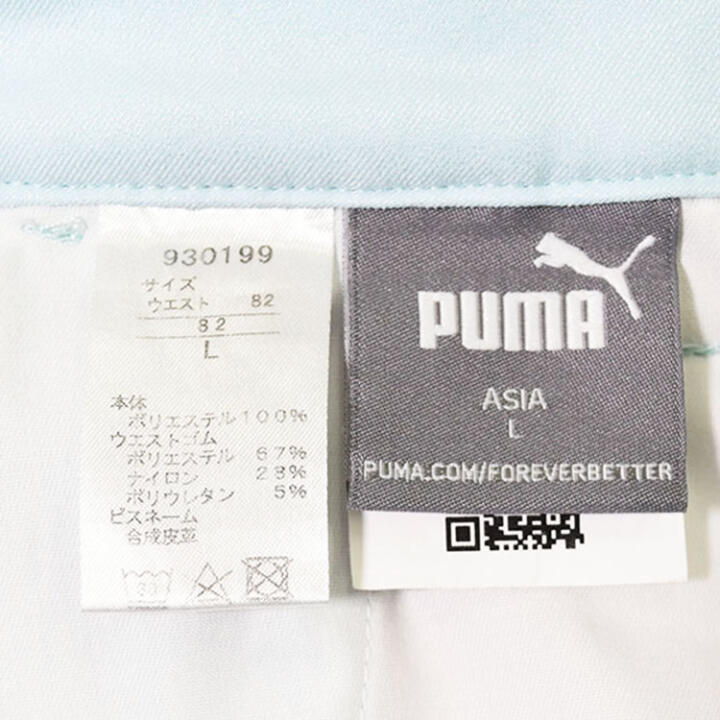 930199
サイズ
ウエスト 82
82
L
本体
ポリエステル100%
ウエストゴム
ポリエステル 67%
ナイロン 28%
ポリウレタン 5%
ピスネーム
合成皮革
30
PUMA
ASIA
L
PUMA.COM/FOREVERBETTER